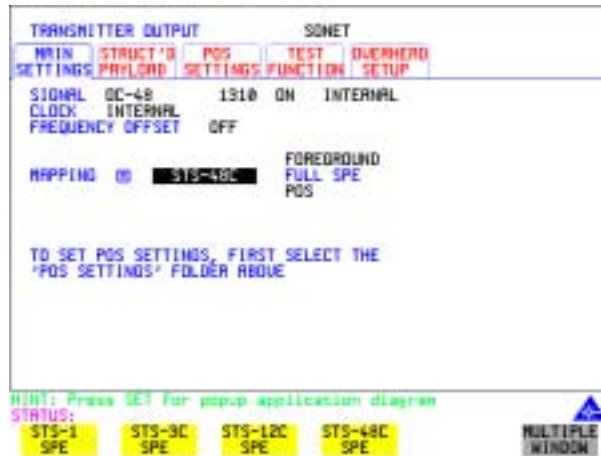 TRANSMITTER OUTPUT SONET
MAIN SETTINGS STRUCT'D PAYLOAD POS SETTINGS TEST FUNCTION OVERHEAD SETUP
SIGNAL OC-48 1310 ON INTERNAL
CLOCK INTERNAL
FREQUENCY OFFSET OFF
FOREGROUND
MAPPING STS-48C FULL SPE
POS
TO SET POS SETTINGS, FIRST SELECT THE
"POS SETTINGS" FOLDER ABOVE
HINT: Press SET for popup application diagram
STATUS:
STS-1 SPE STS-3C SPE STS-12C SPE STS-48C SPE MULTIPLE WINDOW